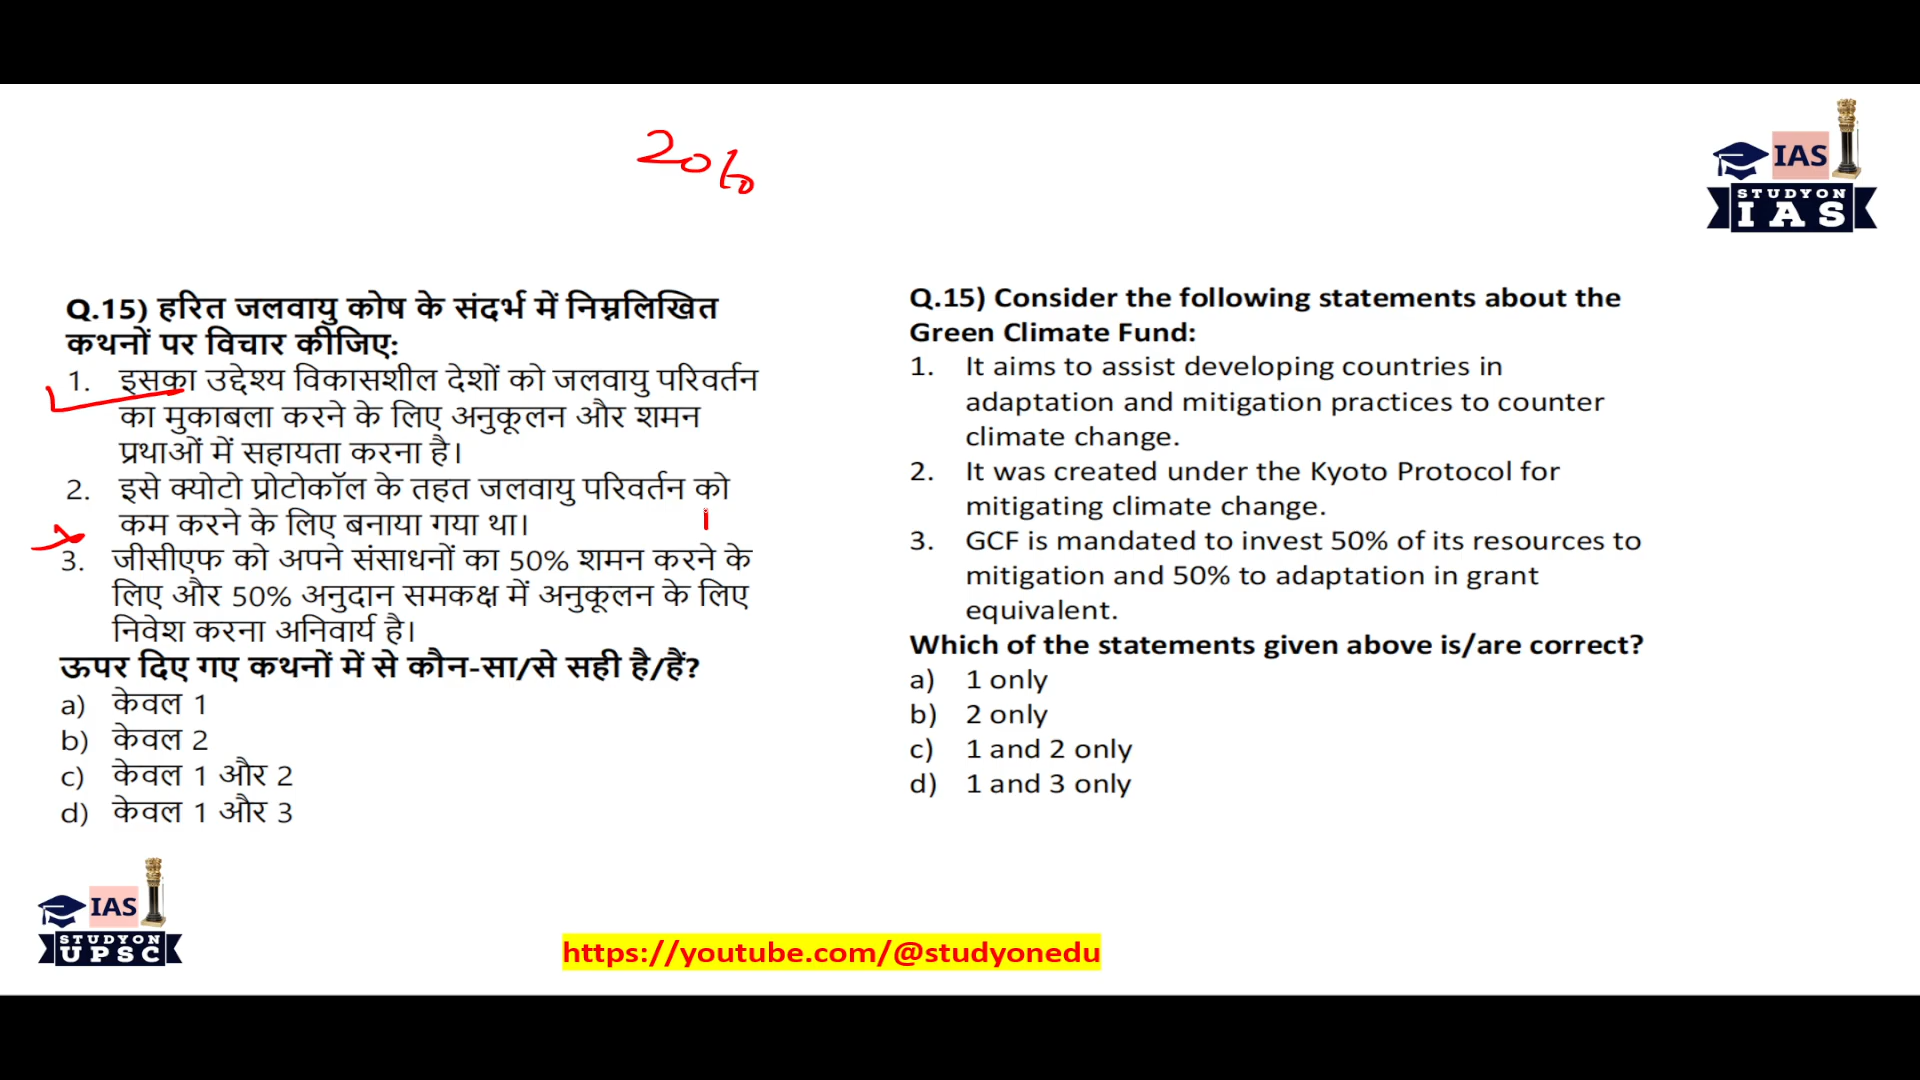 2010
IAS
STUDYON
IAS
Q.15) हरित जलवायु कोष के संदर्भ में निम्नलिखित
कथनों पर विचार कीजिए:
1. इसका उद्देश्य विकासशील देशों को जलवायु परिवर्तन
का मुकाबला करने के लिए अनुकूलन और शमन
प्रथाओं में सहायता करना है।
2. इसे क्योटो प्रोटोकॉल के तहत जलवायु परिवर्तन को
कम करने के लिए बनाया गया था।
3. जीसीएफ को अपने संसाधनों का 50% शमन करने के
लिए और 50% अनुदान समकक्ष में अनुकूलन के लिए
निवेश करना अनिवार्य है।
ऊपर दिए गए कथनों में से कौन-सा/से सही है/हैं?
a) केवल 1
b) केवल 2
c) केवल 1 और 2
d) केवल 1 और 3
Q.15) Consider the following statements about the
Green Climate Fund:
1. It aims to assist developing countries in
adaptation and mitigation practices to counter
climate change.
2. It was created under the Kyoto Protocol for
mitigating climate change.
3. GCF is mandated to invest 50% of its resources to
mitigation and 50% to adaptation in grant
equivalent.
Which of the statements given above is/are correct?
a) 1 only
b) 2 only
c) 1 and 2 only
d) 1 and 3 only
IAS
STUDYON
UPSC
https://youtube.com/@studyonedu